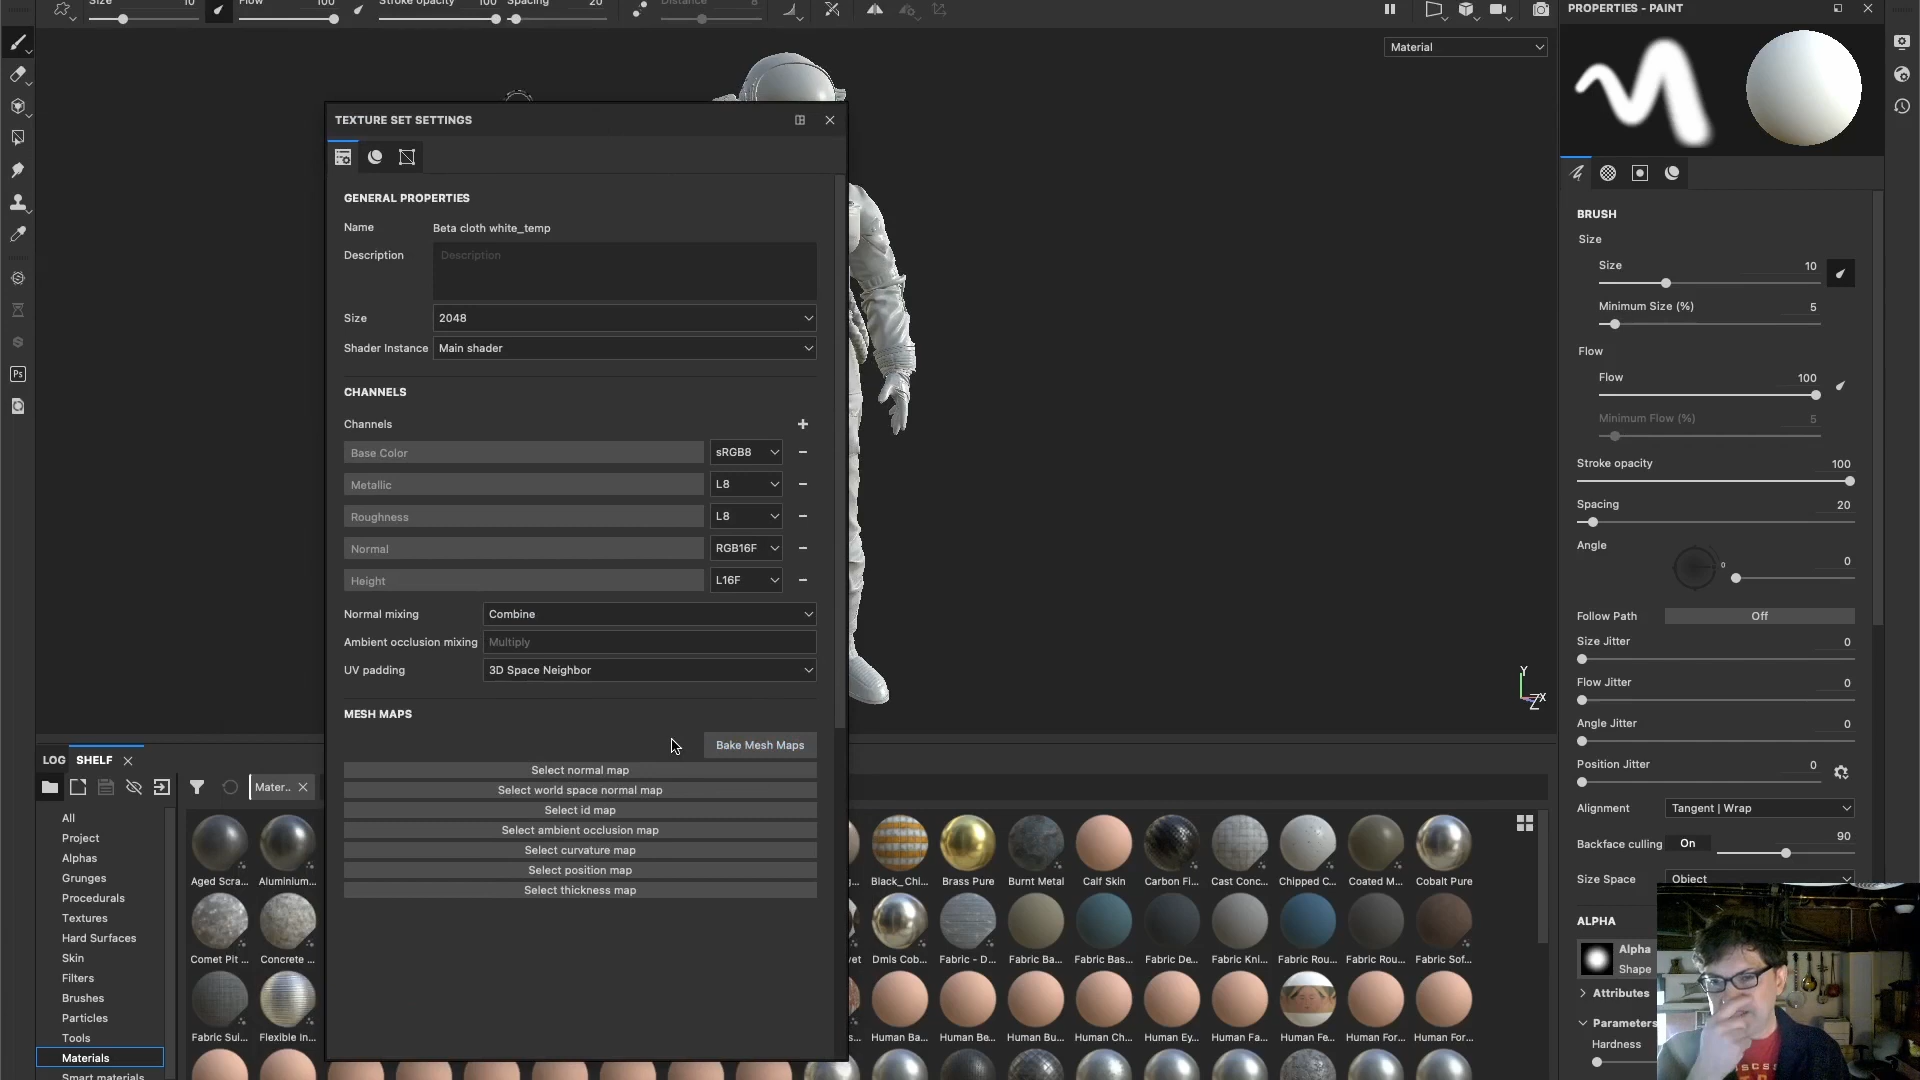 Size 10 Flow 100 Stroke opacity 100 Spacing 20 Distance 8
PROPERTIES - PAINT
Material
TEXTURE SET SETTINGS
GENERAL PROPERTIES
Name Beta cloth white_temp
Description Description
Size 2048
Shader Instance Main shader
CHANNELS
Channels
Base Color sRGB8
Metallic L8
Roughness L8
Normal RGB16F
Height L16F
Normal mixing Combine
Ambient occlusion mixing Multiply
UV padding 3D Space Neighbor
MESH MAPS
Bake Mesh Maps
Select normal map
Select world space normal map
Select id map
Select ambient occlusion map
Select curvature map
Select position map
Select thickness map
Ps
Y
X
Z
BRUSH
Size
Size 10
Minimum Size (%) 5
Flow
Flow 100
Minimum Flow (%) 5
Stroke opacity 100
Spacing 20
Angle
0 0
Follow Path Off
Size Jitter 0
Flow Jitter 0
Angle Jitter 0
Position Jitter 0
Alignment Tangent | Wrap
Backface culling On 90
Size Space Object
ALPHA
Alpha
Shape
Attributes
Parameters
Hardness
LOG SHELF
Mater..
All
Project
Alphas
Grunges
Procedurals
Textures
Hard Surfaces
Skin
Filters
Brushes
Particles
Tools
Materials
Smart materials
Aged Scra... Aluminium... Black_ Chi... Brass Pure Burnt Metal Calf Skin Carbon Fi... Cast Conc... Chipped C... Coated M... Cobalt Pure
Comet Pit ... Concrete ... Dmls Cob... Fabric - D... Fabric Ba... Fabric Bas... Fabric De... Fabric Kni... Fabric Rou... Fabric Rou... Fabric Sof...
Fabric Sui... Flexible In... Human Ba... Human Be... Human Bu... Human Ch... Human Ey... Human Fa... Human Fe... Human For... Human For...